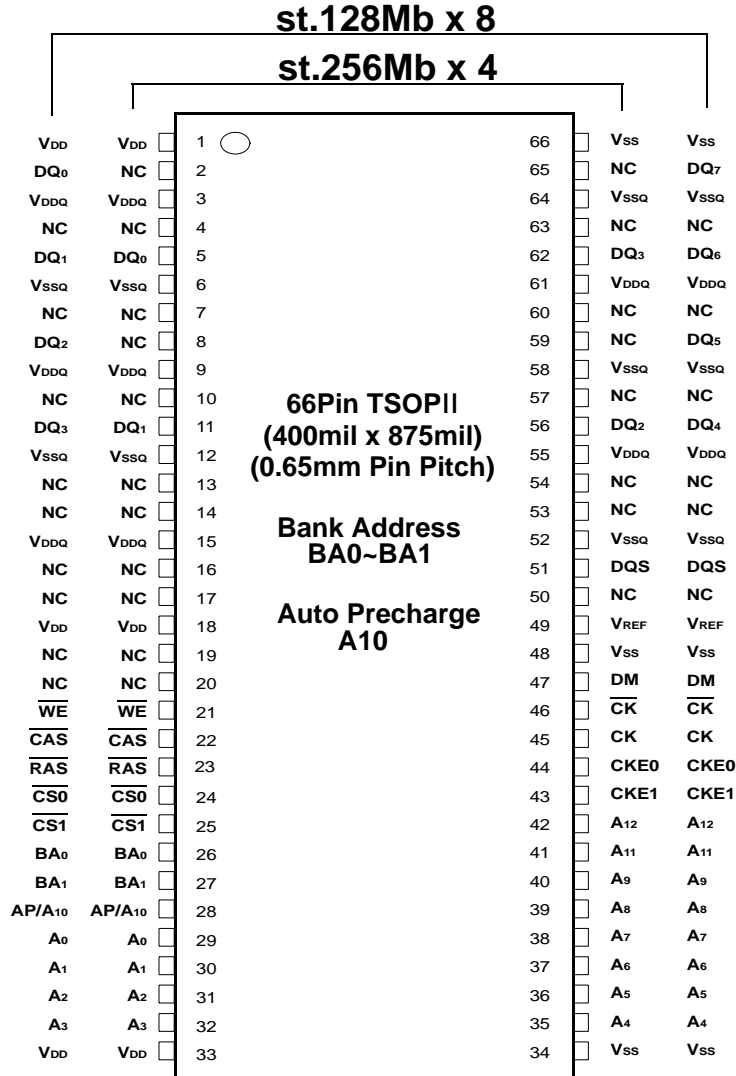 st.128Mb x 8
st.256Mb x 4
VDD VDD 1 66 VSS VSS
DQ0 NC 2 65 NC DQ7
VDDQ VDDQ 3 64 VSSQ VSSQ
NC NC 4 63 NC NC
DQ1 DQ0 5 62 DQ3 DQ6
VSSQ VSSQ 6 61 VDDQ VDDQ
NC NC 7 60 NC NC
DQ2 NC 8 59 NC DQ5
VDDQ VDDQ 9 58 VSSQ VSSQ
NC NC 10 57 NC NC
DQ3 DQ1 11 56 DQ2 DQ4
VSSQ VSSQ 12 55 VDDQ VDDQ
NC NC 13 54 NC NC
NC NC 14 53 NC NC
VDDQ VDDQ 15 52 VSSQ VSSQ
NC NC 16 51 DQS DQS
NC NC 17 50 NC NC
VDD VDD 18 49 VREF VREF
NC NC 19 48 VSS VSS
NC NC 20 47 DM DM
WE WE 21 46 CK CK
CAS CAS 22 45 CK CK
RAS RAS 23 44 CKE0 CKE0
CS0 CS0 24 43 CKE1 CKE1
CS1 CS1 25 42 A12 A12
BA0 BA0 26 41 A11 A11
BA1 BA1 27 40 A9 A9
AP/A10 AP/A10 28 39 A8 A8
A0 A0 29 38 A7 A7
A1 A1 30 37 A6 A6
A2 A2 31 36 A5 A5
A3 A3 32 35 A4 A4
VDD VDD 33 34 VSS VSS
66Pin TSOPII
(400mil x 875mil)
(0.65mm Pin Pitch)
Bank Address
BA0~BA1
Auto Precharge
A10